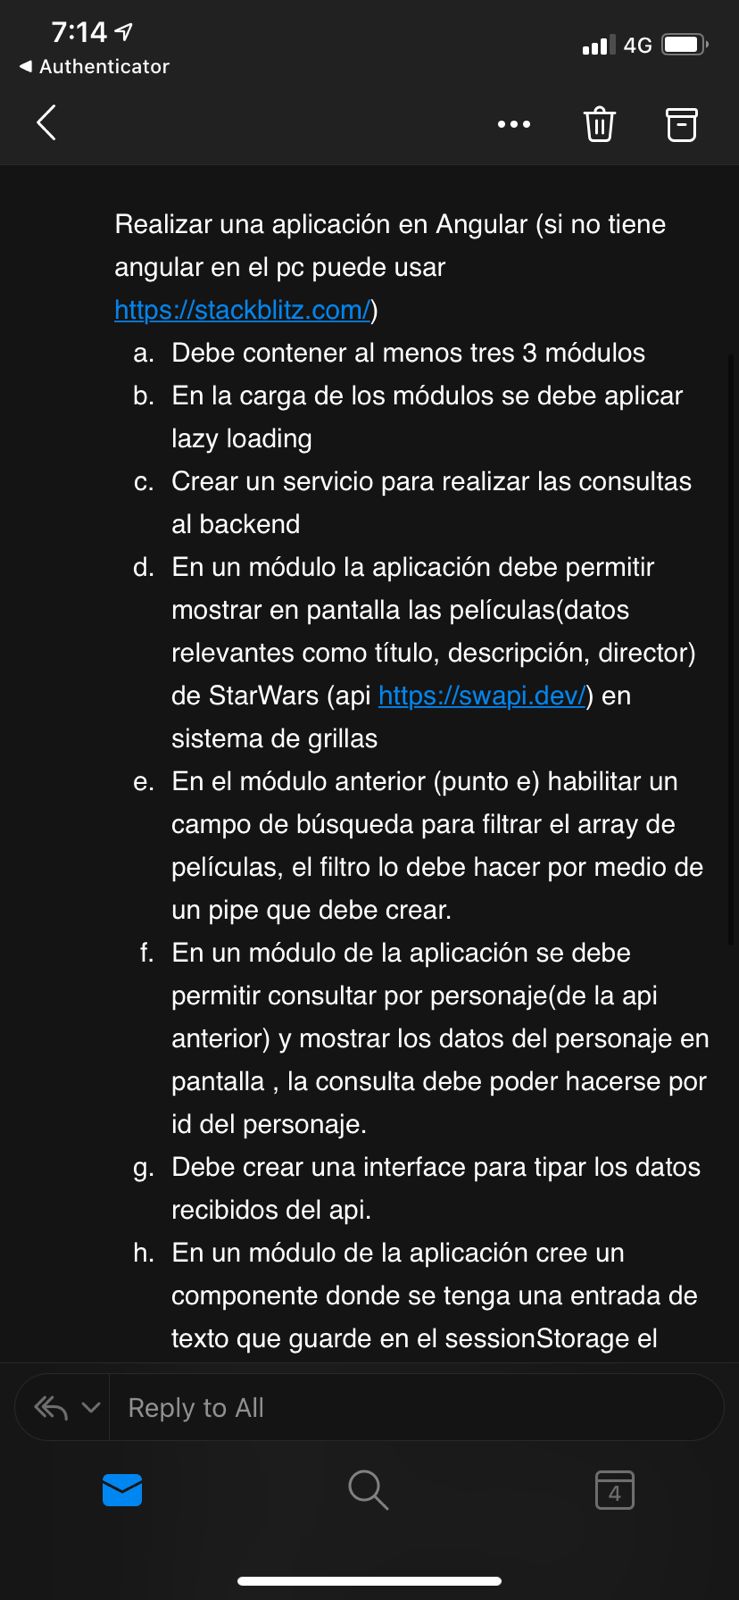 7:14
4G
Authenticator
Realizar una aplicación en Angular (si no tiene
angular en el pc puede usar
https://stackblitz.com/)
a. Debe contener al menos tres 3 módulos
b. En la carga de los módulos se debe aplicar
lazy loading
c. Crear un servicio para realizar las consultas
al backend
d. En un módulo la aplicación debe permitir
mostrar en pantalla las películas(datos
relevantes como título, descripción, director)
de StarWars (api https://swapi.dev/) en
sistema de grillas
e. En el módulo anterior (punto e) habilitar un
campo de búsqueda para filtrar el array de
películas, el filtro lo debe hacer por medio de
un pipe que debe crear.
f. En un módulo de la aplicación se debe
permitir consultar por personaje(de la api
anterior) y mostrar los datos del personaje en
pantalla , la consulta debe poder hacerse por
id del personaje.
g. Debe crear una interface para tipar los datos
recibidos del api.
h. En un módulo de la aplicación cree un
componente donde se tenga una entrada de
texto que guarde en el sessionStorage el
Reply to All
4